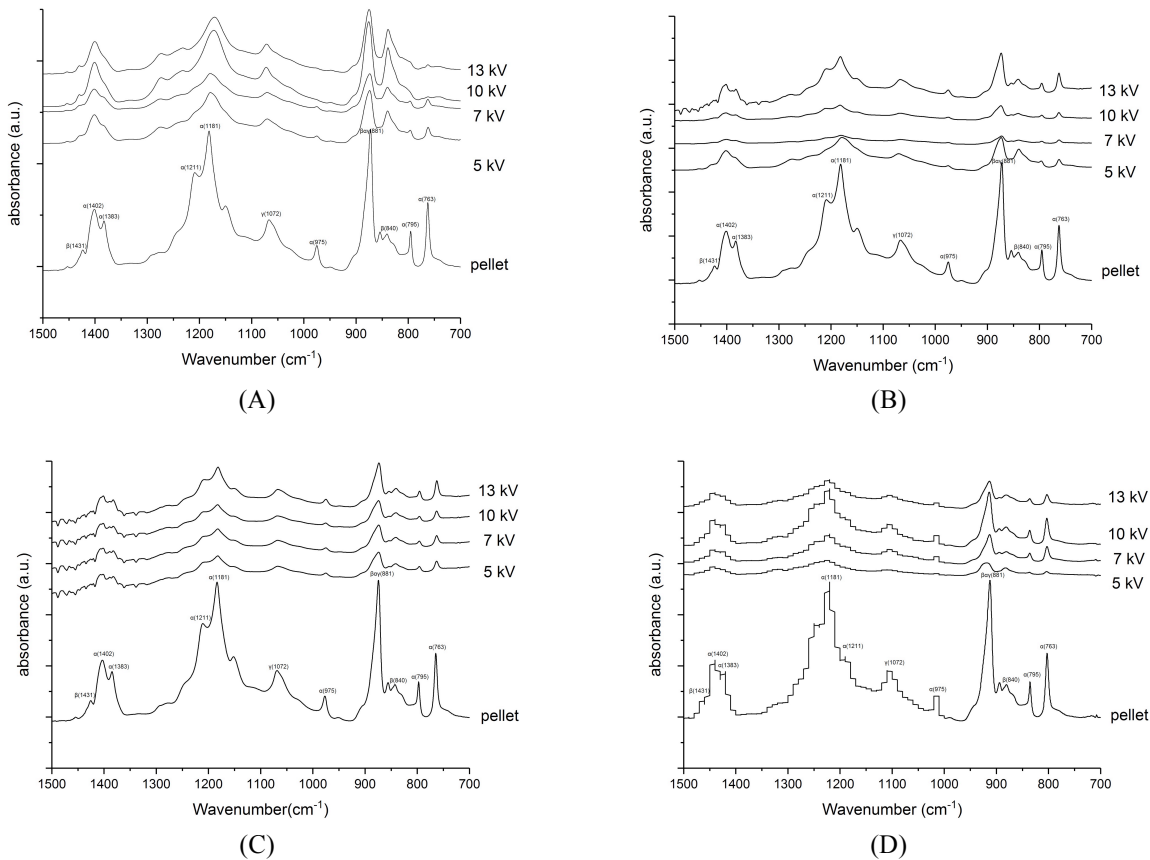 absorbance (a.u.)
13 kV
10 kV
7 kV
5 kV
pellet
β(1431)
α(1402)
α(1383)
α(1211)
α(1181)
γ(1072)
α(975)
βαγ(881)
β(840)
α(795)
α(763)
1500 1400 1300 1200 1100 1000 900 800 700
Wavenumber (cm-1)
(A)
absorbance (a.u.)
13 kV
10 kV
7 kV
5 kV
pellet
β(1431)
α(1402)
α(1383)
α(1211)
α(1181)
γ(1072)
α(975)
βαγ(881)
β(840)
α(795)
α(763)
1500 1400 1300 1200 1100 1000 900 800 700
Wavenumber (cm-1)
(B)
absorbance (a.u.)
13 kV
10 kV
7 kV
5 kV
pellet
β(1431)
α(1402)
α(1383)
α(1211)
α(1181)
γ(1072)
α(975)
βαγ(881)
β(840)
α(795)
α(763)
1500 1400 1300 1200 1100 1000 900 800 700
Wavenumber(cm-1)
(C)
absorbance (a.u.)
13 kV
10 kV
7 kV
5 kV
pellet
β(1431)
α(1402)
α(1383)
α(1181)
α(1211)
γ(1072)
α(975)
βαγ(881)
β(840)
α(795)
α(763)
1500 1400 1300 1200 1100 1000 900 800 700
Wavenumber (cm-1)
(D)